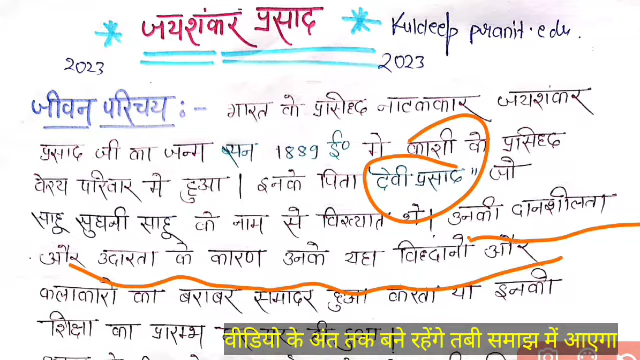 जयशंकर प्रसाद
Kuldeep pranit.edu.
2023
2023
जीवन परिचय :-
भारत के प्रसिध्द नाटककार जयशंकर
प्रसाद जी का जन्म सन 1889 ई० मे काशी के प्रसिध्द
वेश्य परिवार मे हुआ | इनके पिता "देवी प्रसाद" जो
साहू सुघनी साहू के नाम से विख्यात थे | उनकी दानशीलता
और उदारता के कारण उनके यहा विध्दानो और
कलाकारो का बराबर समादर हुआ करता था इनकी
शिक्षा का प्रारम्भ
वीडियो के अंत तक बने रहेंगे तबी समाझ में आएगा